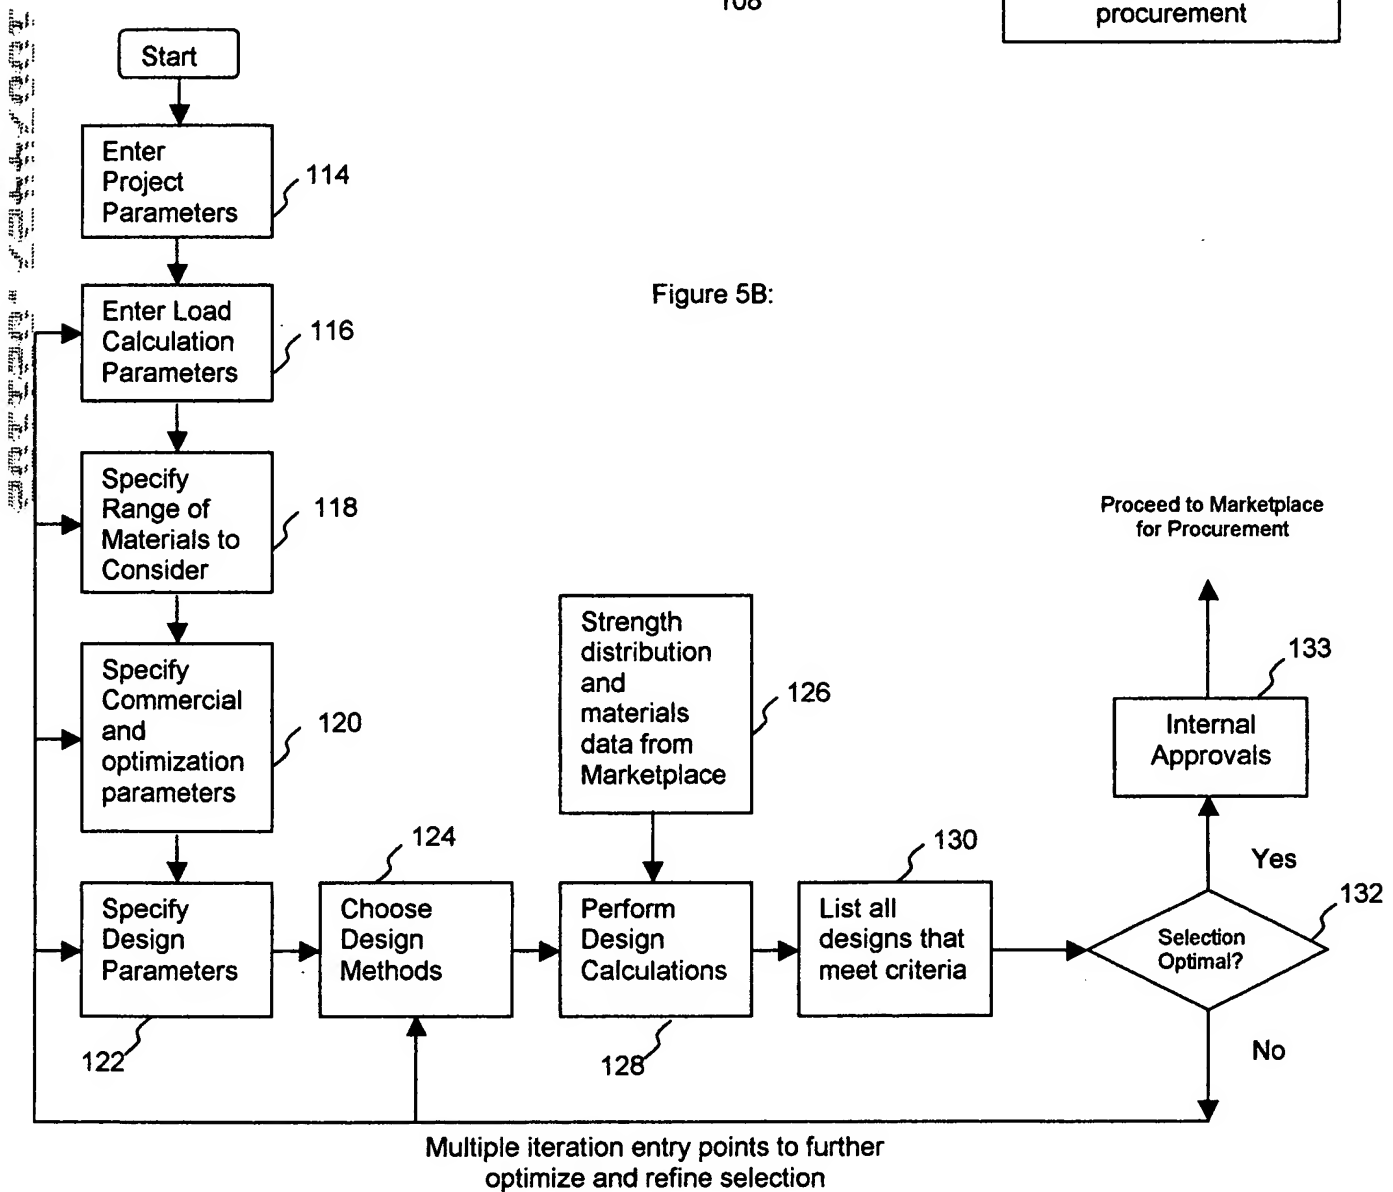 108
procurement
Start
Enter
Project
Parameters
114
Enter Load
Calculation
Parameters
116
Figure 5B:
Specify
Range of
Materials to
Consider
118
Specify
Commercial
and
optimization
parameters
120
Specify
Design
Parameters
122
Choose
Design
Methods
124
Strength
distribution
and
materials
data from
Marketplace
126
Perform
Design
Calculations
128
List all
designs that
meet criteria
130
Selection
Optimal?
132
Yes
No
Internal
Approvals
133
Proceed to Marketplace
for Procurement
Multiple iteration entry points to further
optimize and refine selection